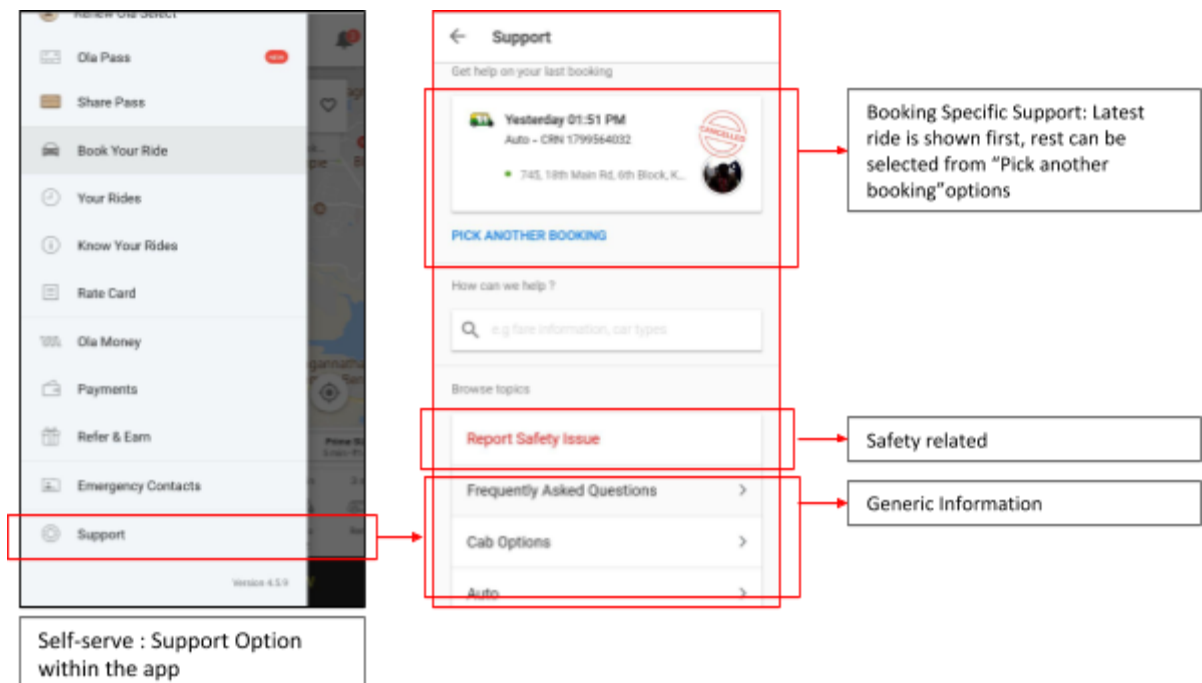 Renew Ola Select
Ola Pass
NEW
Share Pass
Book Your Ride
Your Rides
Know Your Rides
Rate Card
Ola Money
Payments
Refer & Earn
Emergency Contacts
Support
Version 4.5.9
Self-serve : Support Option
within the app
Support
Get help on your last booking
Yesterday 01:51 PM
Auto - CRN 1799564032
CANCELLED
745, 18th Main Rd, 6th Block, K...
PICK ANOTHER BOOKING
How can we help ?
e.g fare information, car types
Browse topics
Report Safety Issue
Frequently Asked Questions
Cab Options
Auto
Booking Specific Support: Latest
ride is shown first, rest can be
selected from “Pick another
booking”options
Safety related
Generic Information